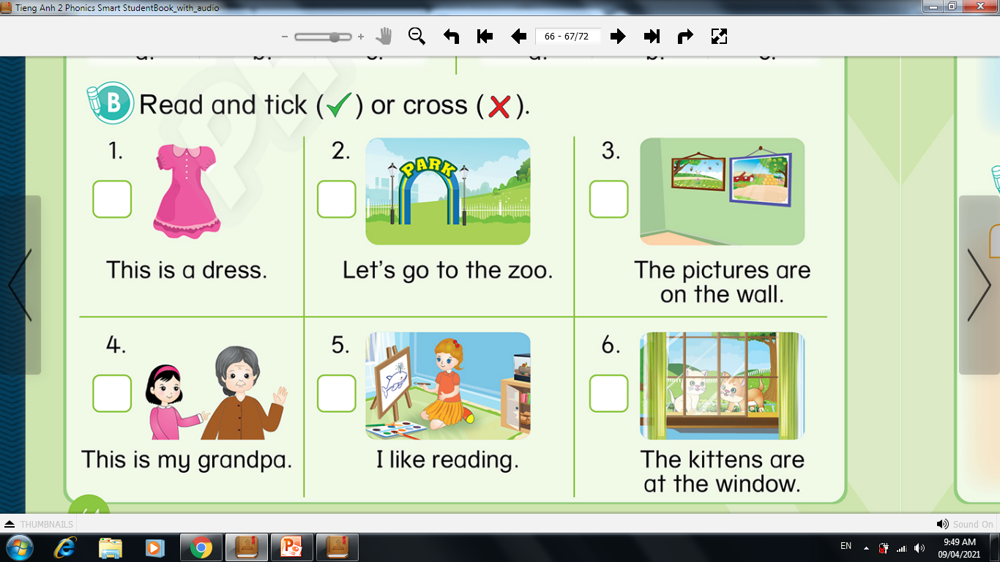 Tieng Anh 2 Phonics Smart StudentBook_with_audio
66 - 67/72
B Read and tick (✓) or cross (✗).
1.
This is a dress.
2.
PARK
Let's go to the zoo.
3.
The pictures are
on the wall.
4.
This is my grandpa.
5.
I like reading.
6.
The kittens are
at the window.
THUMBNAILS
Sound On
EN
9:49 AM
09/04/2021